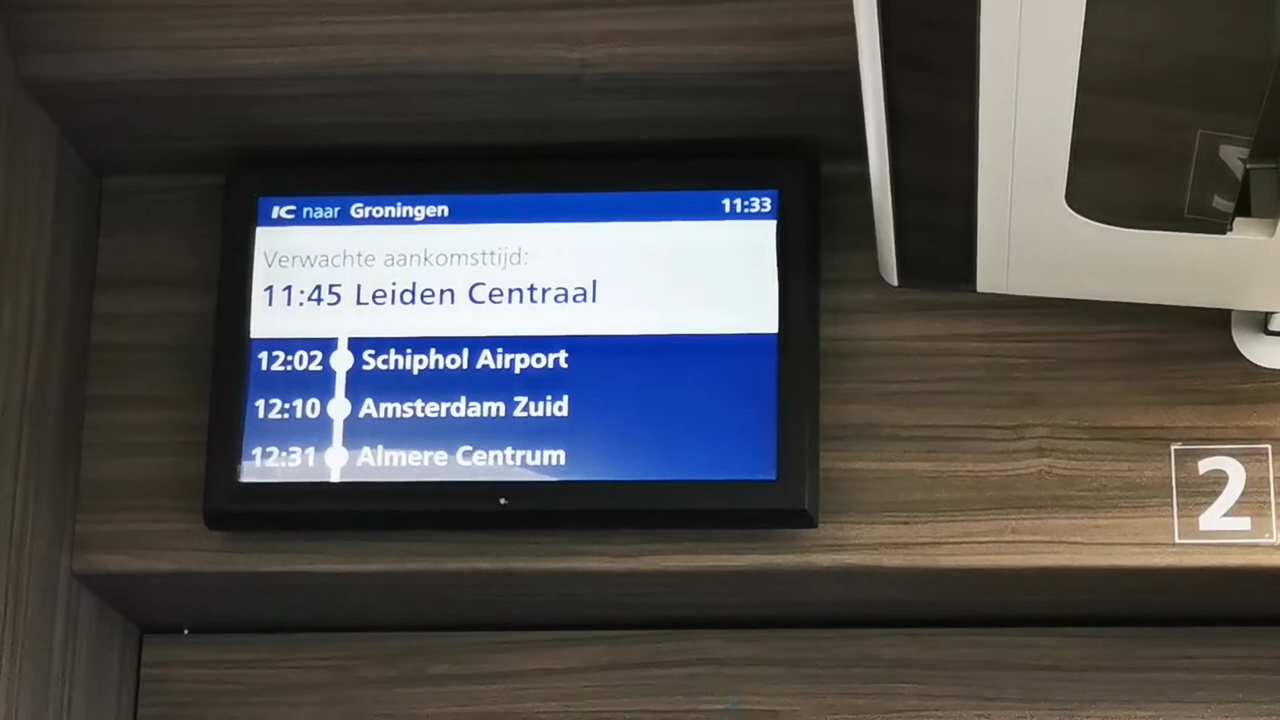 IC naar Groningen 11:33
Verwachte aankomsttijd:
11:45 Leiden Centraal
12:02 Schiphol Airport
12:10 Amsterdam Zuid
12:31 Almere Centrum
2